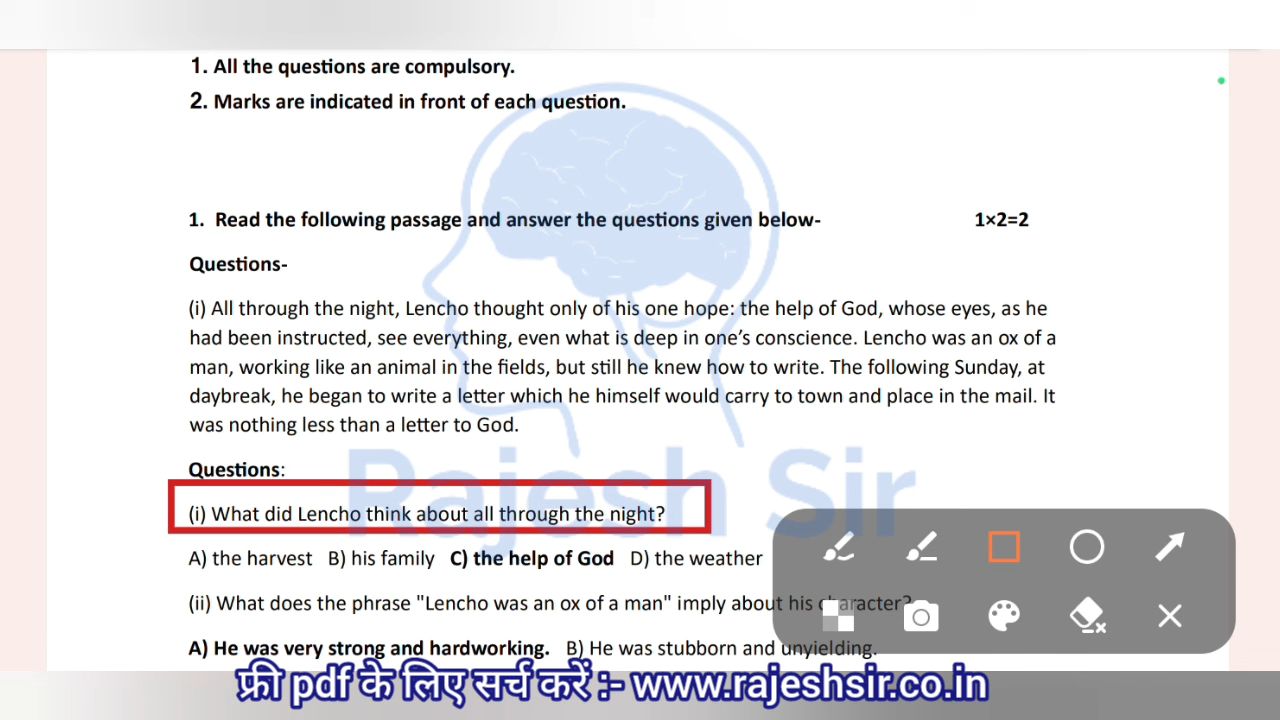 1. All the questions are compulsory.
2. Marks are indicated in front of each question.
1. Read the following passage and answer the questions given below- 1×2=2
Questions-
(i) All through the night, Lencho thought only of his one hope: the help of God, whose eyes, as he
had been instructed, see everything, even what is deep in one’s conscience. Lencho was an ox of a
man, working like an animal in the fields, but still he knew how to write. The following Sunday, at
daybreak, he began to write a letter which he himself would carry to town and place in the mail. It
was nothing less than a letter to God.
Rajesh Sir
Questions:
(i) What did Lencho think about all through the night?
A) the harvest B) his family C) the help of God D) the weather
(ii) What does the phrase "Lencho was an ox of a man" imply about his character?
A) He was very strong and hardworking. B) He was stubborn and unyielding.
फ्री pdf के लिए सर्च करें :- www.rajeshsir.co.in